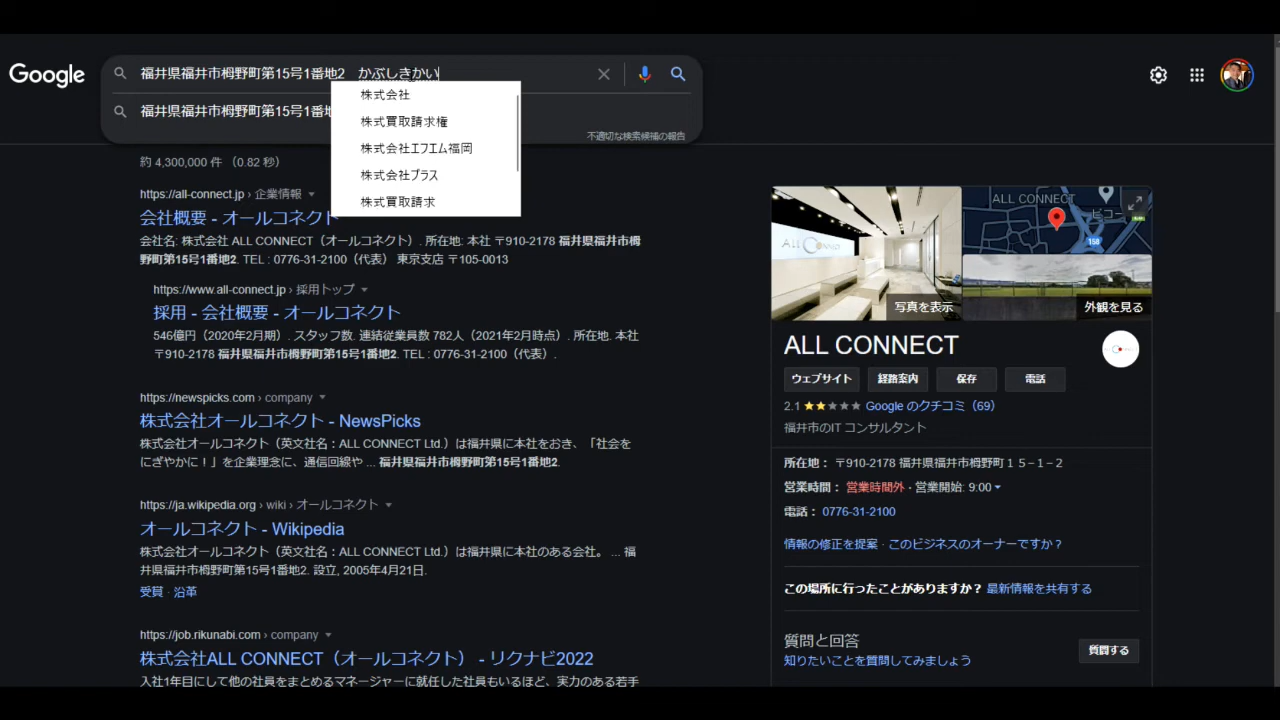 Google
福井県福井市栂野町第15号1番地2　かぶしきかい
福井県福井市栂野町第15号1番地
株式会社
株式買取請求権
株式会社エフエム福岡
株式会社プラス
株式買取請求
不適切な検索候補の報告
約 4,300,000 件 （0.82 秒）
https://all-connect.jp › 企業情報
会社概要 - オールコネクト
会社名: 株式会社 ALL CONNECT（オールコネクト）. 所在地: 本社 〒910-2178 福井県福井市栂
野町第15号1番地2. TEL : 0776-31-2100（代表） 東京支店 〒105-0013
https://www.all-connect.jp › 採用トップ
採用 - 会社概要 - オールコネクト
546億円（2020年2月期）. スタッフ数. 連結従業員数 782人（2021年2月時点）. 所在地. 本社
〒910-2178 福井県福井市栂野町第15号1番地2. TEL : 0776-31-2100（代表）.
https://newspicks.com › company
株式会社オールコネクト - NewsPicks
株式会社オールコネクト（英文社名：ALL CONNECT Ltd.）は福井県に本社をおき、「社会を
にぎやかに！」を企業理念に、通信回線や ... 福井県福井市栂野町第15号1番地2.
https://ja.wikipedia.org › wiki › オールコネクト
オールコネクト - Wikipedia
株式会社オールコネクト（英文社名：ALL CONNECT Ltd.）は福井県に本社のある会社。 ... 福
井県福井市栂野町第15号1番地2. 設立, 2005年4月21日.
受賞 · 沿革
https://job.rikunabi.com › company
株式会社ALL CONNECT（オールコネクト） - リクナビ2022
入社1年目にして他の社員をまとめるマネージャーに就任した社員もいるほど、実力のある若手
ALL CONNECT
ALL CONNECT
ピコー
158
写真を表示
外観を見る
ALL CONNECT
ウェブサイト
経路案内
保存
電話
2.1 ★★★★★ Google のクチコミ（69）
福井市のIT コンサルタント
所在地： 〒910-2178 福井県福井市栂野町１５−１−２
営業時間： 営業時間外 · 営業開始: 9:00
電話： 0776-31-2100
情報の修正を提案 · このビジネスのオーナーですか？
この場所に行ったことがありますか？ 最新情報を共有する
質問と回答
知りたいことを質問してみましょう
質問する